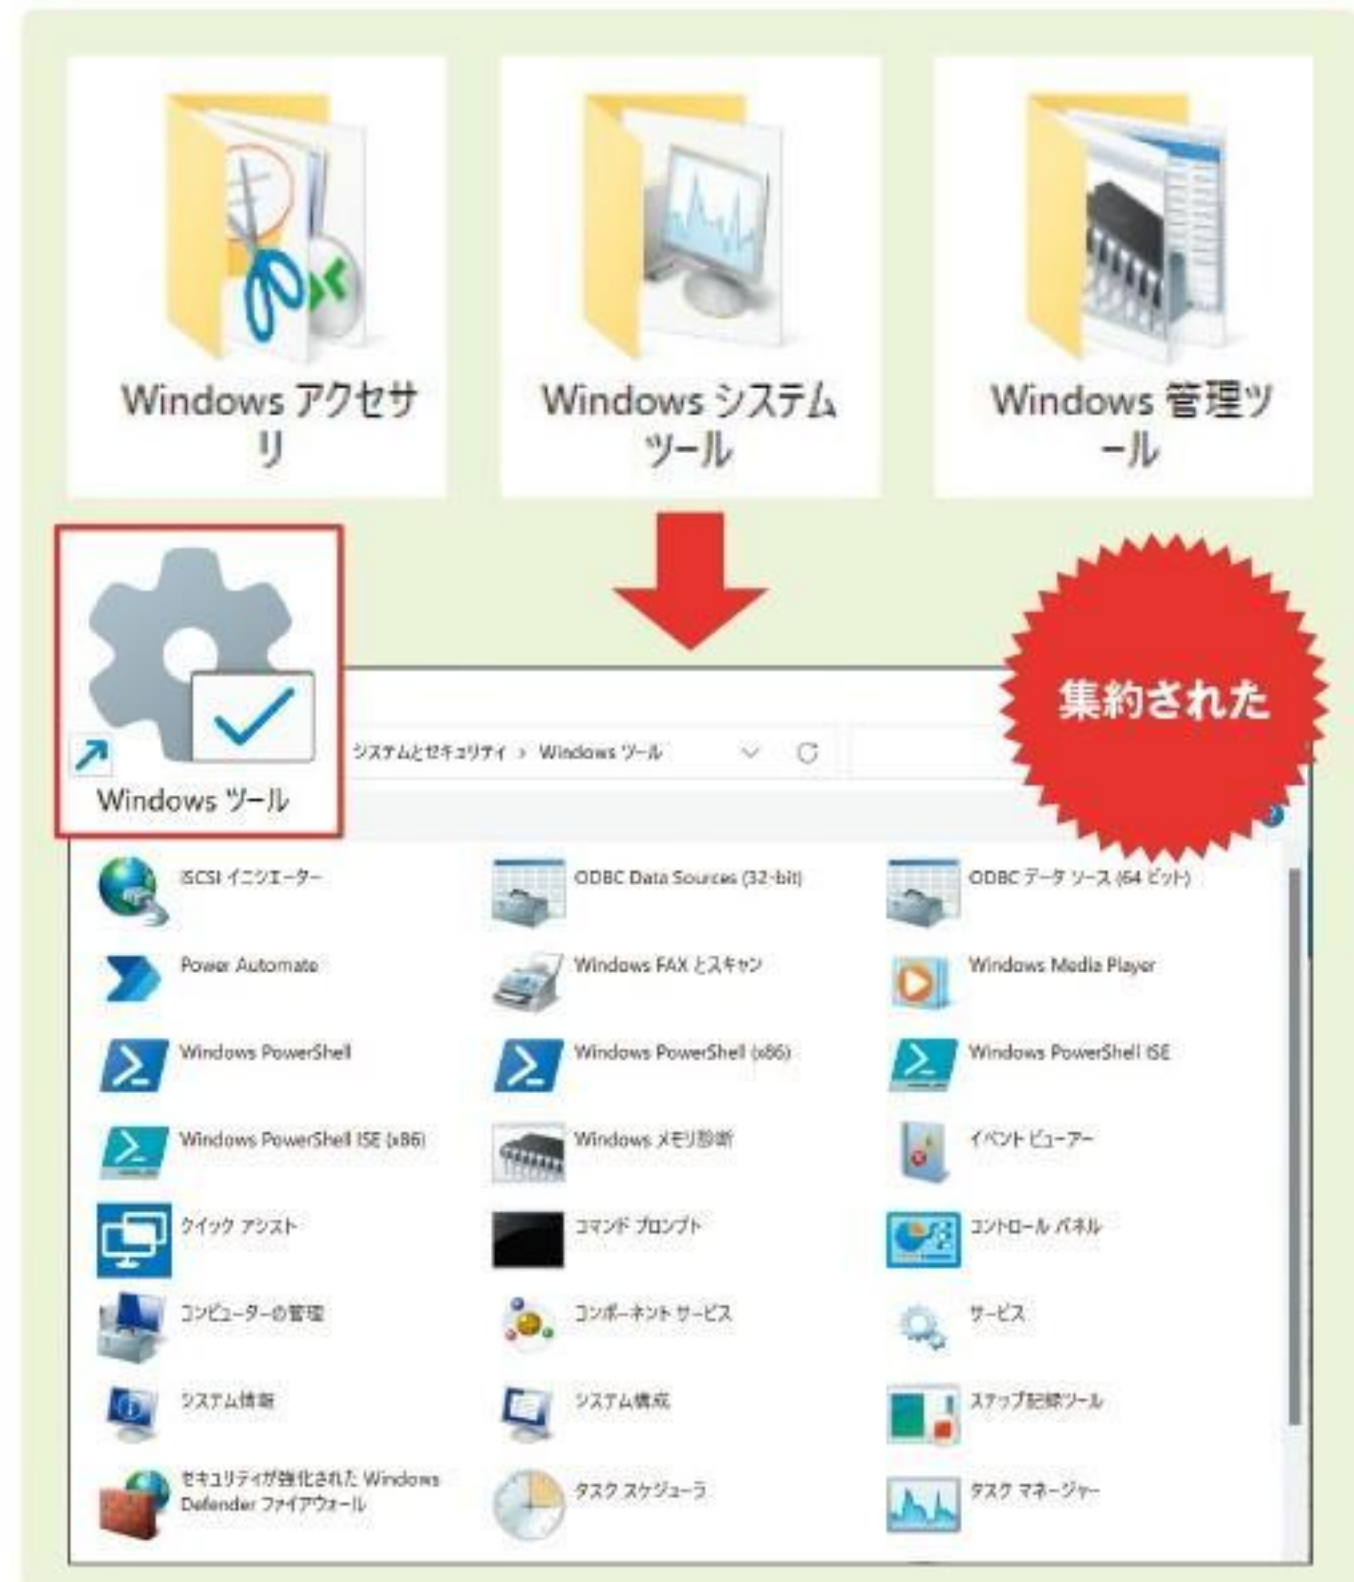 Windows アクセサ
リ
Windows システム
ツール
Windows 管理ツ
ール
集約された
Windows ツール
システムとセキュリティ > Windows ツール
iSCSI イニシエーター
ODBC Data Sources (32-bit)
ODBC データ ソース (64 ビット)
Power Automate
Windows FAX とスキャン
Windows Media Player
Windows PowerShell
Windows PowerShell (x86)
Windows PowerShell ISE
Windows PowerShell ISE (x86)
Windows メモリ診断
イベント ビューアー
クイック アシスト
コマンド プロンプト
コントロール パネル
コンピューターの管理
コンポーネント サービス
サービス
システム情報
システム構成
ステップ記録ツール
セキュリティが強化された Windows
Defender ファイアウォール
タスク スケジューラ
タスク マネージャー